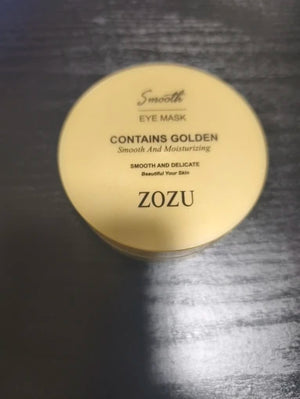 Smooth
EYE MASK
CONTAINS GOLDEN
Smooth And Moisturizing
SMOOTH AND DELICATE
Beautiful Your Skin
ZOZU